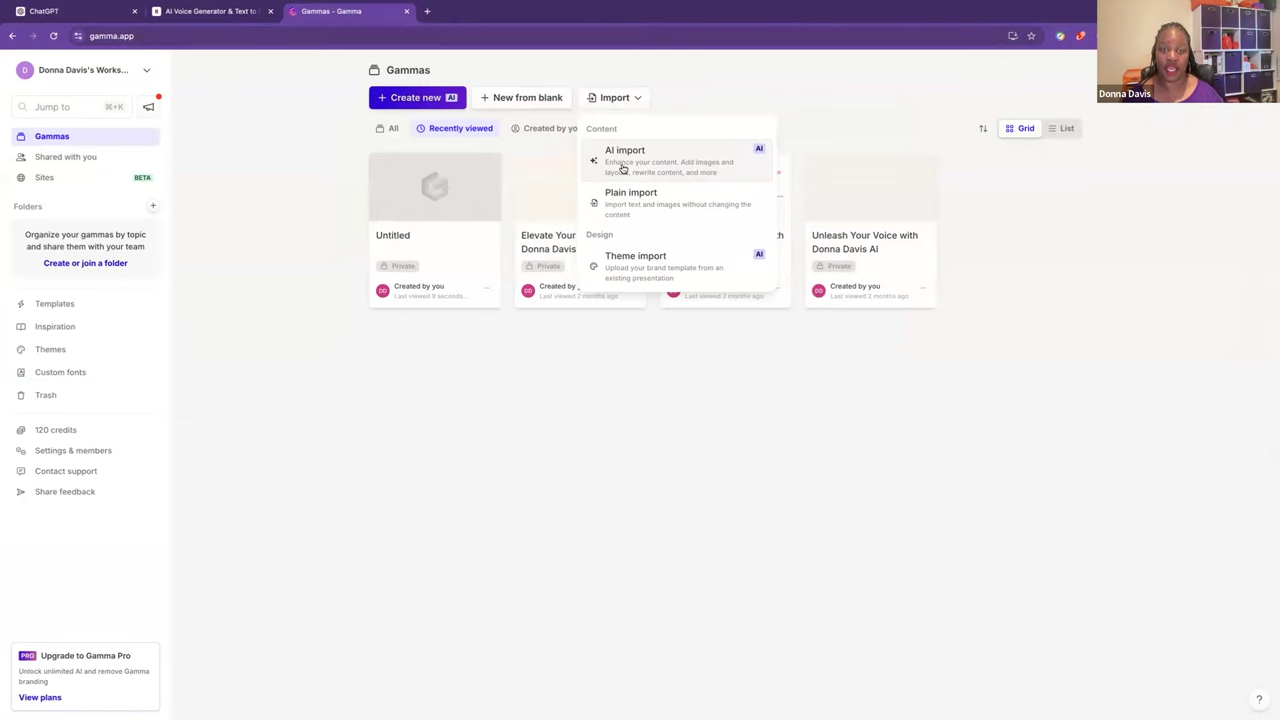 ChatGPT
AI Voice Generator & Text to
Gammas - Gamma
gamma.app
Donna Davis
D
Donna Davis's Works...
Jump to
⌘+K
Gammas
Shared with you
Sites
BETA
Folders
Organize your gammas by topic
and share them with your team
Create or join a folder
Templates
Inspiration
Themes
Custom fonts
Trash
120 credits
Settings & members
Contact support
Share feedback
PRO Upgrade to Gamma Pro
Unlock unlimited AI and remove Gamma
branding
View plans
Gammas
+ Create new AI
+ New from blank
Import
All
Recently viewed
Created by yo
Grid
List
Content
AI import
AI
Enhance your content. Add images and
rewrite content, and more
Plain import
Import text and images without changing the
content
Design
Theme import
AI
Upload your brand template from an
existing presentation
Untitled
Private
DD
Created by you
Last viewed 9 seconds...
Elevate Your
Donna Davis
Private
DD
Created by
Last viewed 2 months ago
th
DD
Last viewed 2 months ago
Unleash Your Voice with
Donna Davis AI
Private
DD
Created by you
Last viewed 2 months ago
?